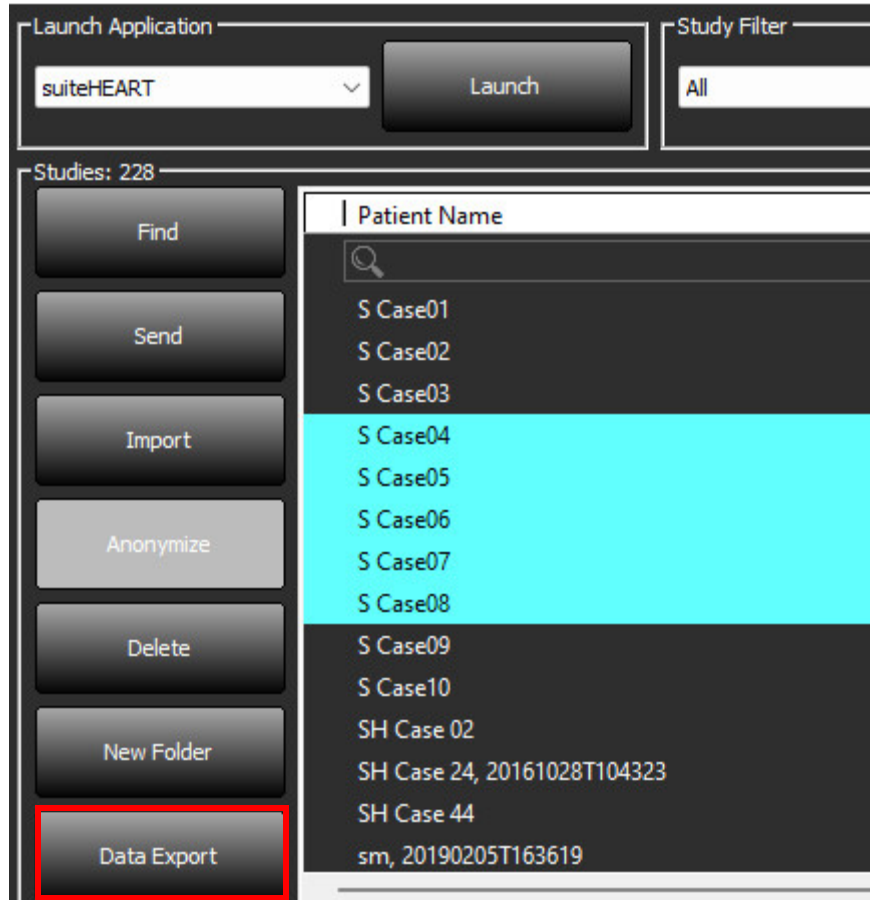 Launch Application
suiteHEART
Launch
Study Filter
All
Studies: 228
Find
Send
Import
Anonymize
Delete
New Folder
Data Export
Patient Name
S Case01
S Case02
S Case03
S Case04
S Case05
S Case06
S Case07
S Case08
S Case09
S Case10
SH Case 02
SH Case 24, 20161028T104323
SH Case 44
sm, 20190205T163619